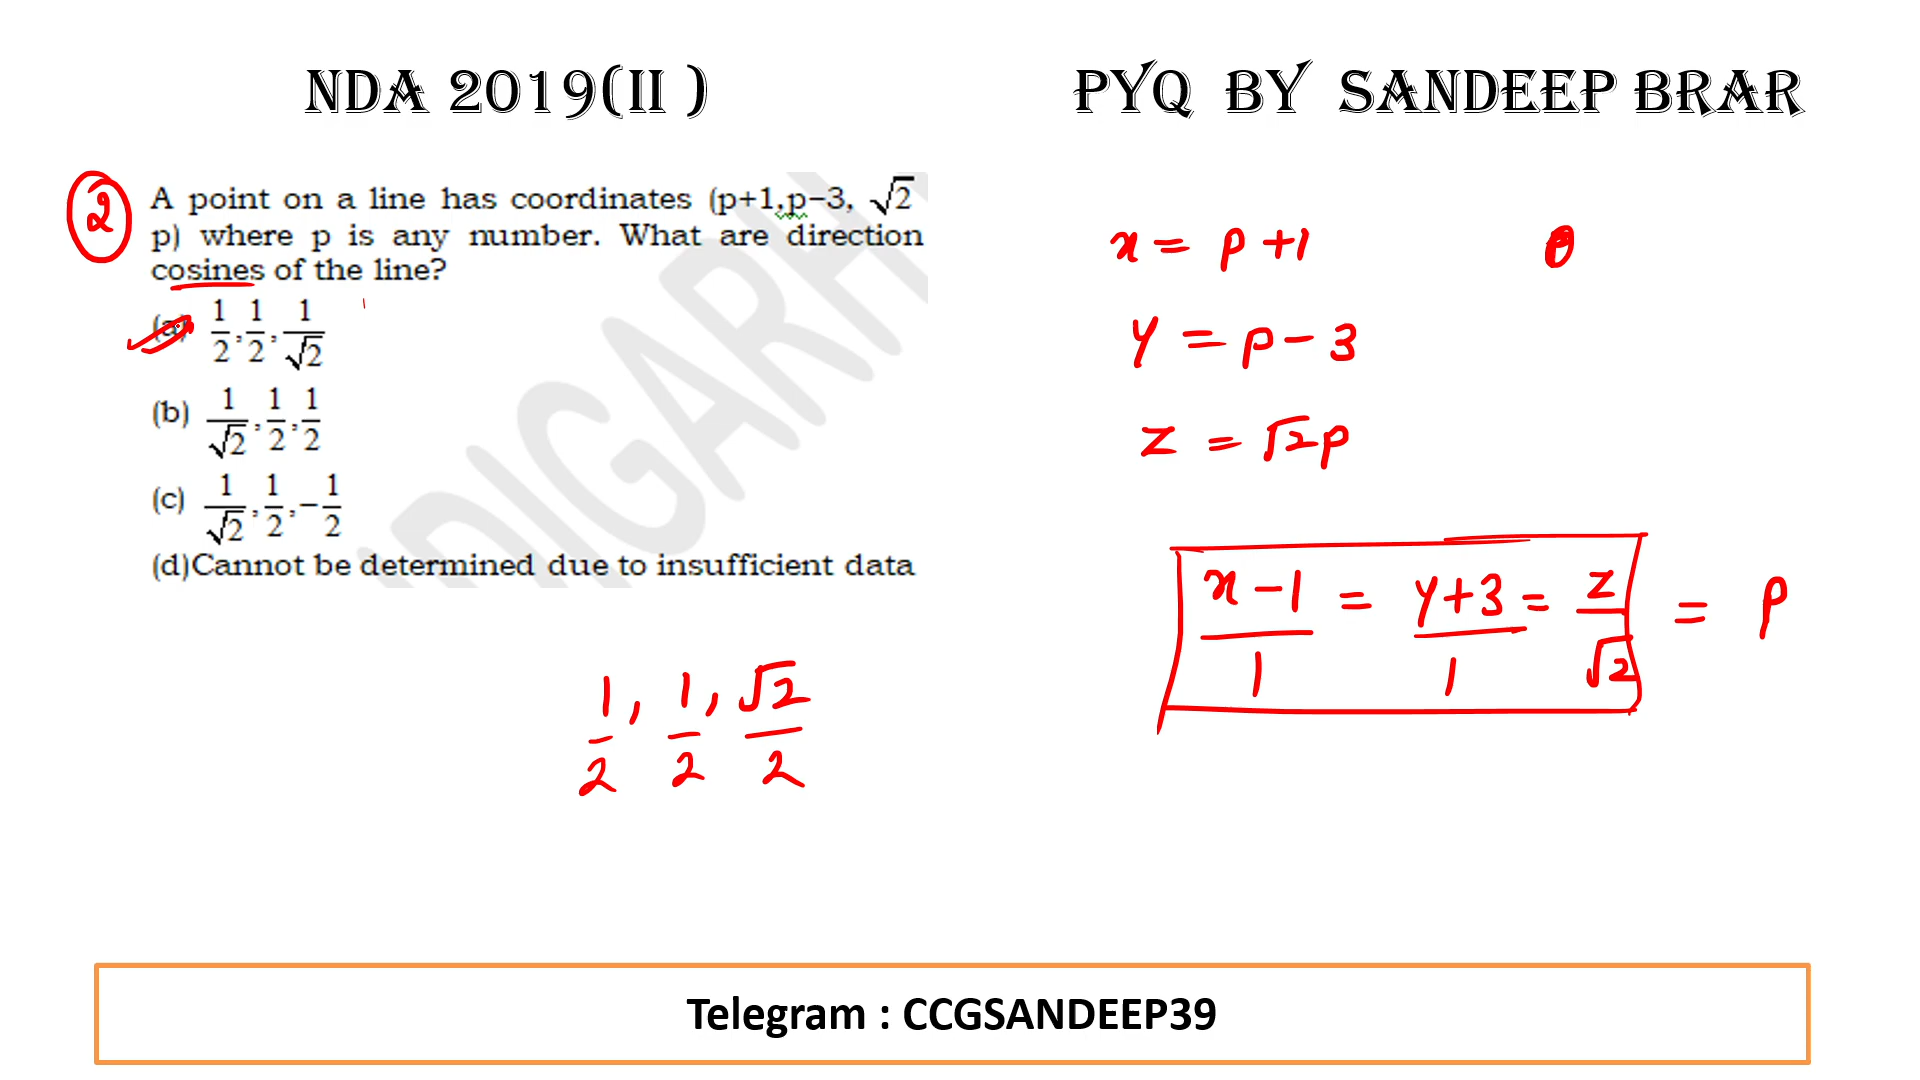 NDA 2019(II )
PYQ BY SANDEEP BRAR
2
A point on a line has coordinates (p+1,p−3, √2
p) where p is any number. What are direction
cosines of the line?
(a) 1/2, 1/2, 1/√2
(b) 1/√2, 1/2, 1/2
(c) 1/√2, 1/2, −1/2
(d)Cannot be determined due to insufficient data
1/2, 1/2, √2/2
x = p+1
y = p−3
z = √2p
x−1/1 = y+3/1 = z/√2 = p
Telegram : CCGSANDEEP39